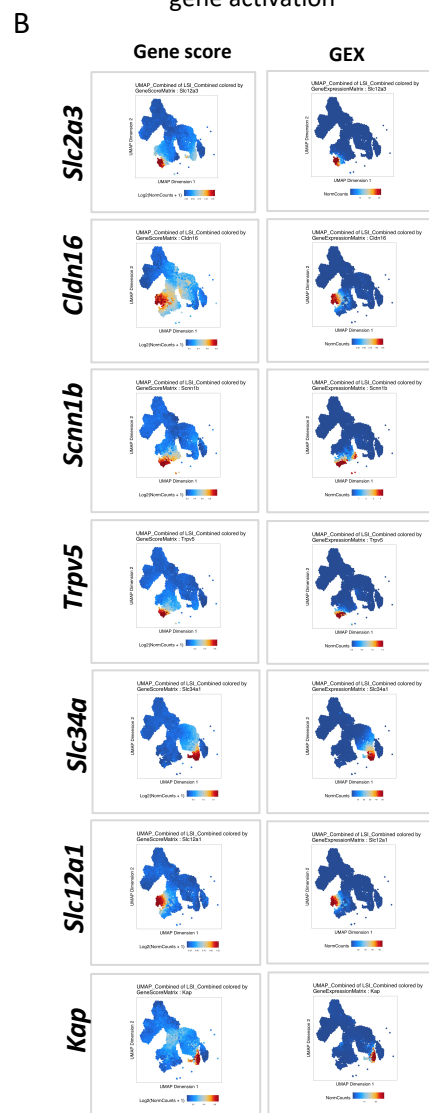 gene activation
B
Gene score
GEX
Slc2a3
UMAP_Combined of LSI_Combined colored by
GeneScoreMatrix : Slc12a3
UMAP Dimension 2
UMAP Dimension 1
Log2(NormCounts + 1)
UMAP_Combined of LSI_Combined colored by
GeneExpressionMatrix : Slc12a3
UMAP Dimension 2
UMAP Dimension 1
NormCounts
Cldn16
UMAP_Combined of LSI_Combined colored by
GeneScoreMatrix : Cldn16
UMAP Dimension 2
UMAP Dimension 1
Log2(NormCounts + 1)
UMAP_Combined of LSI_Combined colored by
GeneExpressionMatrix : Cldn16
UMAP Dimension 2
UMAP Dimension 1
NormCounts
Scnn1b
UMAP_Combined of LSI_Combined colored by
GeneScoreMatrix : Scnn1b
UMAP Dimension 2
UMAP Dimension 1
Log2(NormCounts + 1)
UMAP_Combined of LSI_Combined colored by
GeneExpressionMatrix : Scnn1b
UMAP Dimension 2
UMAP Dimension 1
NormCounts
Trpv5
UMAP_Combined of LSI_Combined colored by
GeneScoreMatrix : Trpv5
UMAP Dimension 2
UMAP Dimension 1
Log2(NormCounts + 1)
UMAP_Combined of LSI_Combined colored by
GeneExpressionMatrix : Trpv5
UMAP Dimension 2
UMAP Dimension 1
NormCounts
Slc34a
UMAP_Combined of LSI_Combined colored by
GeneScoreMatrix : Slc34a1
UMAP Dimension 2
UMAP Dimension 1
Log2(NormCounts + 1)
UMAP_Combined of LSI_Combined colored by
GeneExpressionMatrix : Slc34a1
UMAP Dimension 2
UMAP Dimension 1
NormCounts
Slc12a1
UMAP_Combined of LSI_Combined colored by
GeneScoreMatrix : Slc12a1
UMAP Dimension 2
UMAP Dimension 1
Log2(NormCounts + 1)
UMAP_Combined of LSI_Combined colored by
GeneExpressionMatrix : Slc12a1
UMAP Dimension 2
UMAP Dimension 1
NormCounts
Kap
UMAP_Combined of LSI_Combined colored by
GeneScoreMatrix : Kap
UMAP Dimension 2
UMAP Dimension 1
Log2(NormCounts + 1)
UMAP_Combined of LSI_Combined colored by
GeneExpressionMatrix : Kap
UMAP Dimension 2
UMAP Dimension 1
NormCounts